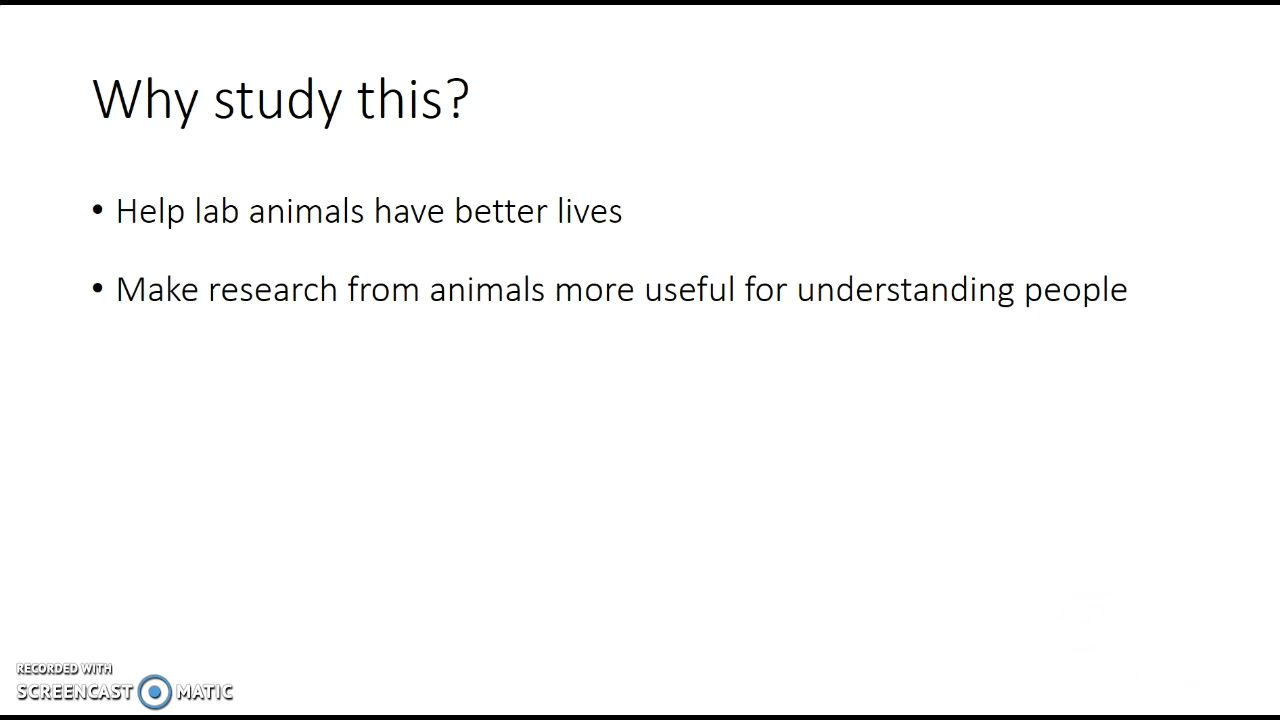 Why study this?
• Help lab animals have better lives
• Make research from animals more useful for understanding people
RECORDED WITH
SCREENCAST MATIC